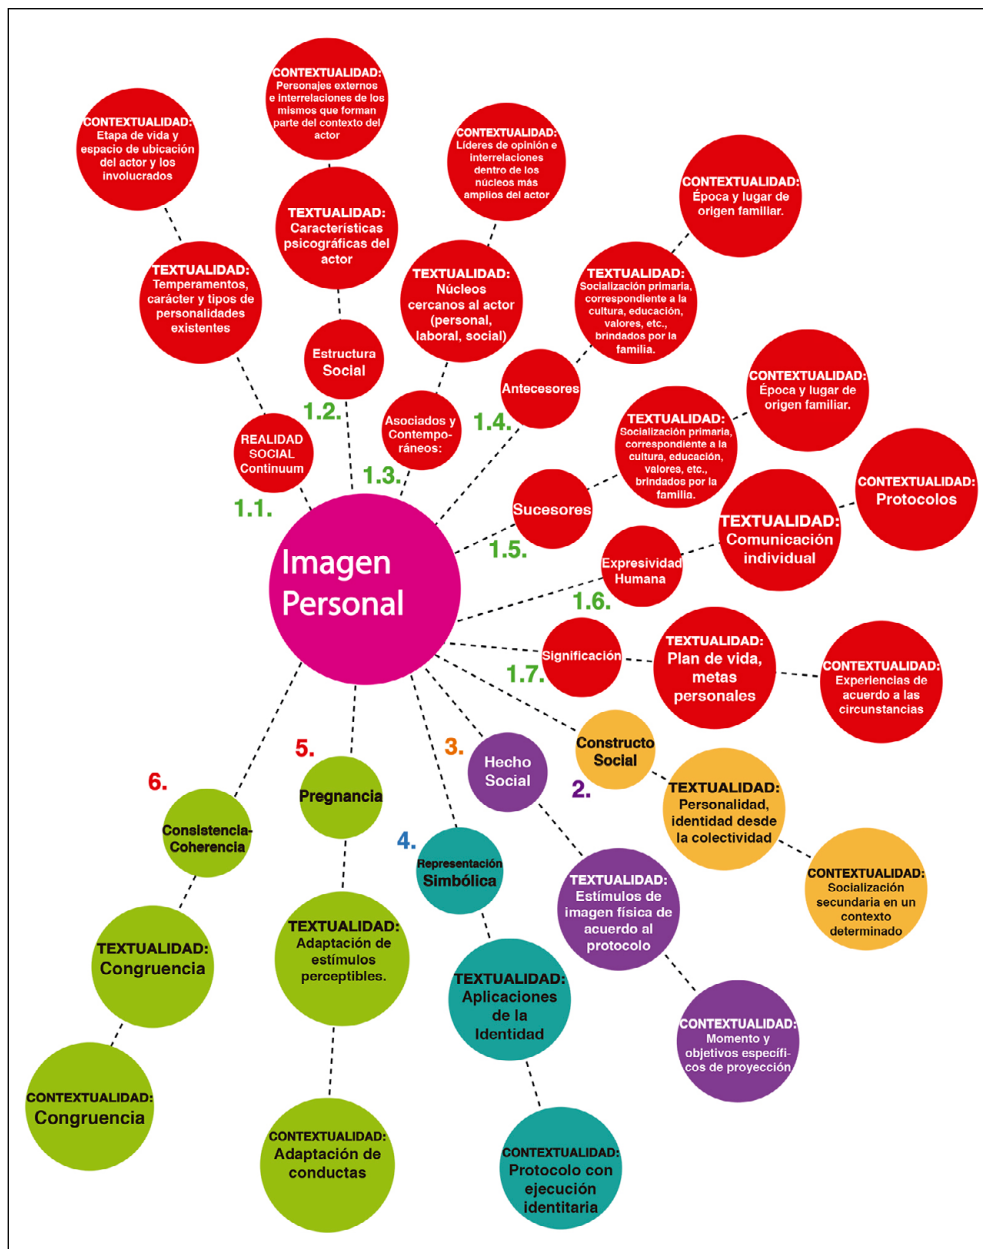 Imagen
Personal
1.1.
REALIDAD
SOCIAL
Continuum
TEXTUALIDAD:
Temperamentos,
carácter y tipos de
personalidades
existentes
CONTEXTUALIDAD:
Etapa de vida y
espacio de ubicación
del actor y los
involucrados
1.2.
Estructura
Social
TEXTUALIDAD:
Características
psicográficas del
actor
CONTEXTUALIDAD:
Personajes externos
e interrelaciones de los
mismos que forman
parte del contexto del
actor
1.3.
Asociados y
Contempo-
ráneos:
TEXTUALIDAD:
Núcleos
cercanos al actor
(personal,
laboral, social)
CONTEXTUALIDAD:
Líderes de opinión e
interrelaciones
dentro de los
núcleos más
amplios del actor
1.4.
Antecesores
TEXTUALIDAD:
Socialización primaria,
correspondiente a la
cultura, educación,
valores, etc.,
brindados por la
familia.
CONTEXTUALIDAD:
Época y lugar de
origen familiar.
1.5.
Sucesores
TEXTUALIDAD:
Socialización primaria,
correspondiente a la
cultura, educación,
valores, etc.,
brindados por la
familia.
CONTEXTUALIDAD:
Época y lugar de
origen familiar.
1.6.
Expresividad
Humana
TEXTUALIDAD:
Comunicación
individual
CONTEXTUALIDAD:
Protocolos
1.7.
Significación
TEXTUALIDAD:
Plan de vida,
metas
personales
CONTEXTUALIDAD:
Experiencias de
acuerdo a las
circunstancias
2.
Constructo
Social
TEXTUALIDAD:
Personalidad,
identidad desde
la colectividad
CONTEXTUALIDAD:
Socialización
secundaria en un
contexto
determinado
3.
Hecho
Social
TEXTUALIDAD:
Estímulos de
imagen física de
acuerdo al
protocolo
CONTEXTUALIDAD:
Momento y
objetivos específi-
cos de proyección
4.
Representación
Simbólica
TEXTUALIDAD:
Aplicaciones
de la
Identidad
CONTEXTUALIDAD:
Protocolo con
ejecución
identitaria
5.
Pregnancia
TEXTUALIDAD:
Adaptación de
estímulos
perceptibles.
CONTEXTUALIDAD:
Adaptación de
conductas
6.
Consistencia-
Coherencia
TEXTUALIDAD:
Congruencia
CONTEXTUALIDAD:
Congruencia